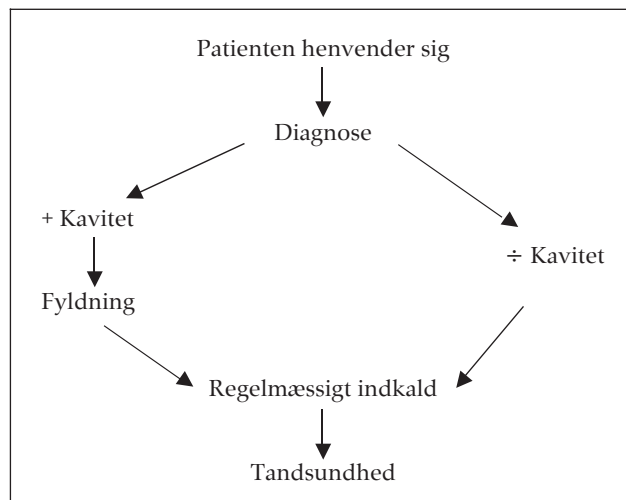 Patienten henvender sig
Diagnose
+ Kavitet
÷ Kavitet
Fyldning
Regelmæssigt indkald
Tandsundhed